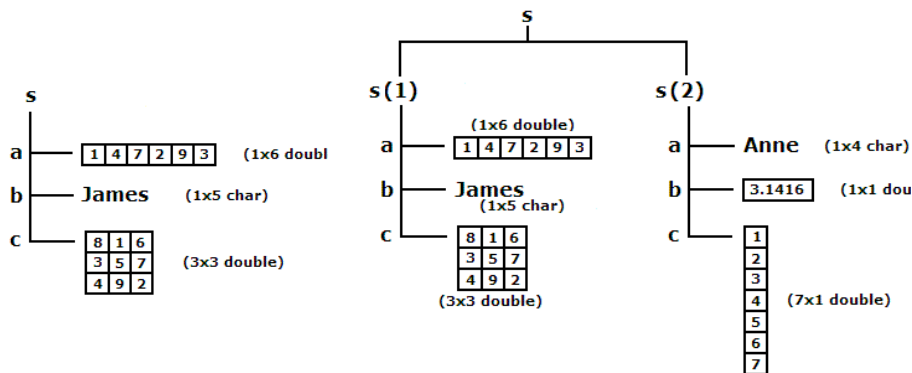 s
a 1 4 7 2 9 3 (1x6 doubl
b James (1x5 char)
c 8 1 6
3 5 7 (3x3 double)
4 9 2
s
s(1)
(1x6 double)
a 1 4 7 2 9 3
b James
(1x5 char)
c 8 1 6
3 5 7
4 9 2
(3x3 double)
s(2)
a Anne (1x4 char)
b 3.1416 (1x1 dou
c 1
2
3
4 (7x1 double)
5
6
7